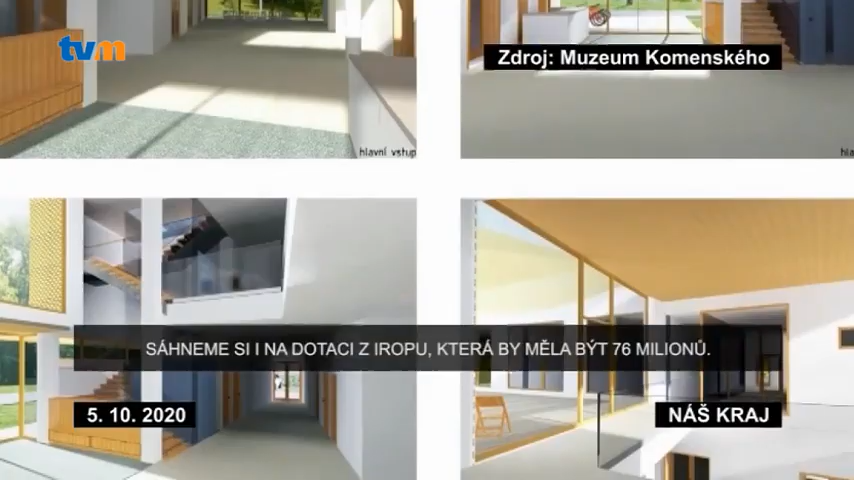 tvm
Zdroj: Muzeum Komenského
hlavní vstup
hla
SÁHNEME SI I NA DOTACI Z IROPU, KTERÁ BY MĚLA BÝT 76 MILIONŮ.
5. 10. 2020
NÁŠ KRAJ